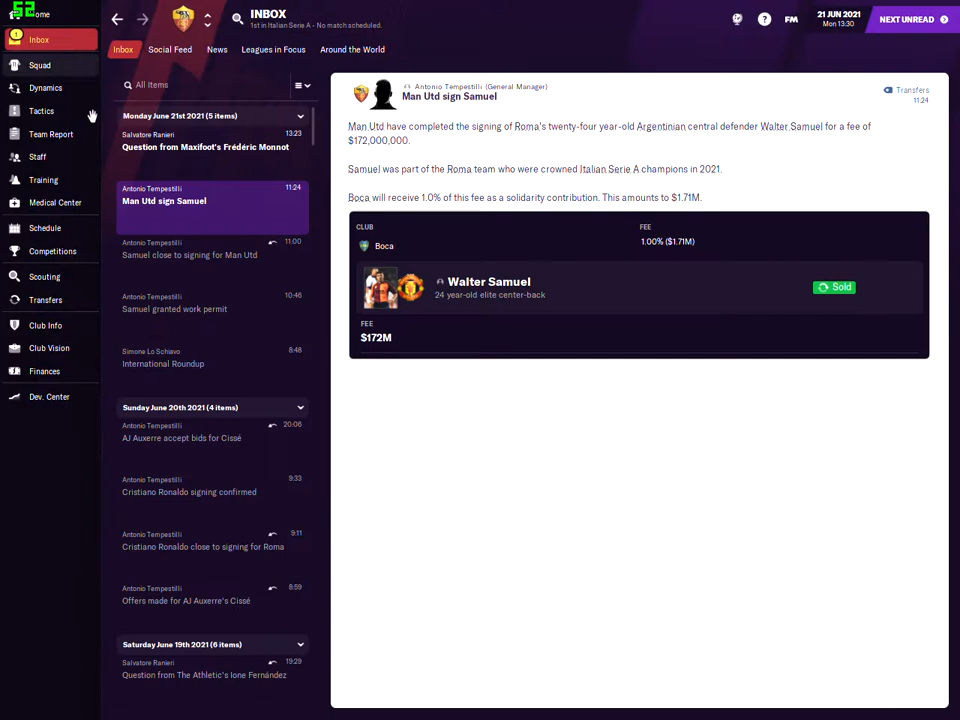 52
ome
Inbox
1
Squad
Dynamics
Tactics
Team Report
Staff
Training
Medical Center
Schedule
Competitions
Scouting
Transfers
Club Info
Club Vision
Finances
Dev. Center
INBOX
1st in Italian Serie A - No match scheduled.
?
FM
21 JUN 2021
Mon 13:30
NEXT UNREAD
Inbox
Social Feed
News
Leagues in Focus
Around the World
All Items
Monday June 21st 2021 (5 items)
Salvatore Ranieri 13:23
Question from Maxifoot's Frédéric Monnot
Antonio Tempestilli 11:24
Man Utd sign Samuel
Antonio Tempestilli 11:00
Samuel close to signing for Man Utd
Antonio Tempestilli 10:46
Samuel granted work permit
Simone Lo Schiavo 8:48
International Roundup
Sunday June 20th 2021 (4 items)
Antonio Tempestilli 20:06
AJ Auxerre accept bids for Cissé
Antonio Tempestilli 9:33
Cristiano Ronaldo signing confirmed
Antonio Tempestilli 9:11
Cristiano Ronaldo close to signing for Roma
Antonio Tempestilli 8:59
Offers made for AJ Auxerre's Cissé
Saturday June 19th 2021 (6 items)
Salvatore Ranieri 19:29
Question from The Athletic's Ione Fernández
Antonio Tempestilli (General Manager)
Man Utd sign Samuel
Transfers
11:24
Man Utd have completed the signing of Roma's twenty-four year-old Argentinian central defender Walter Samuel for a fee of
$172,000,000.
Samuel was part of the Roma team who were crowned Italian Serie A champions in 2021.
Boca will receive 1.0% of this fee as a solidarity contribution. This amounts to $1.71M.
CLUB FEE
Boca 1.00% ($1.71M)
Walter Samuel
24 year-old elite center-back
Sold
FEE
$172M